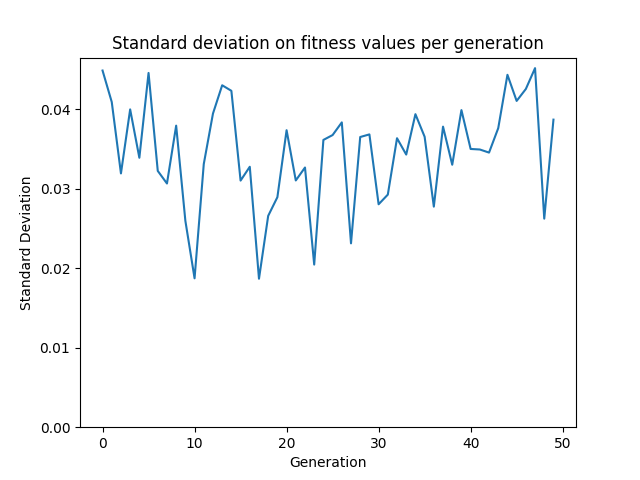 Standard deviation on fitness values per generation
0.04
0.03
0.02
0.01
0.00
Standard Deviation
0 10 20 30 40 50
Generation